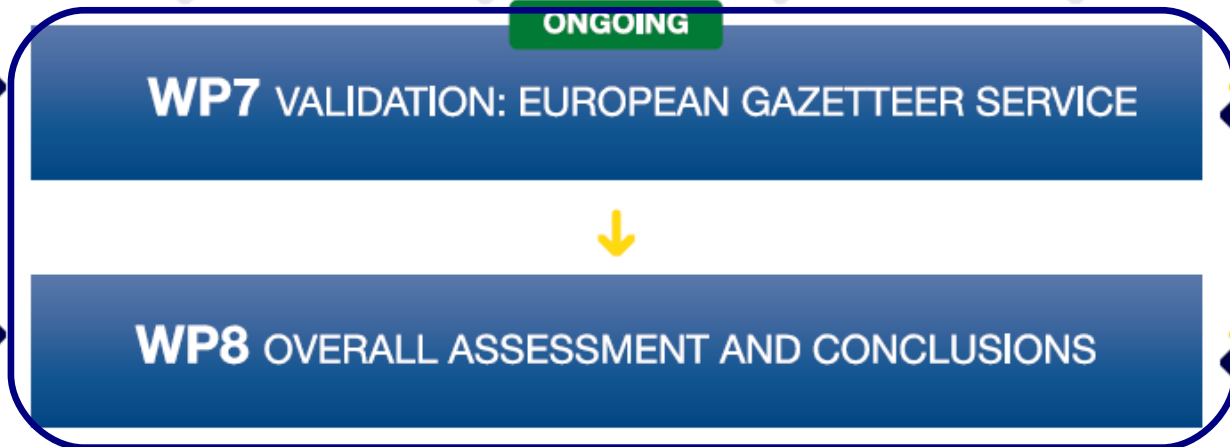 ONGOING
WP7 VALIDATION: EUROPEAN GAZETTEER SERVICE
WP8 OVERALL ASSESSMENT AND CONCLUSIONS